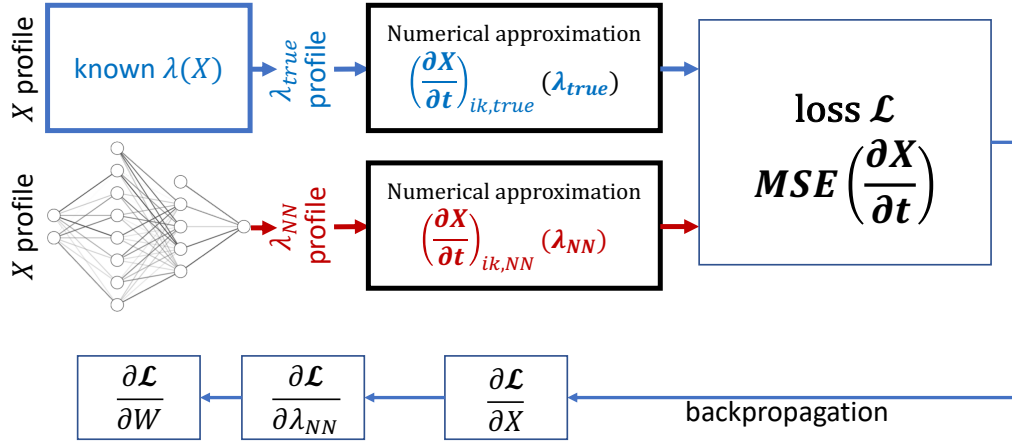 X profile
known λ(X)
λ_true profile
Numerical approximation
(∂X/∂t)_ik,true (λ_true)
loss ℒ
MSE (∂X/∂t)
X profile
λ_NN profile
Numerical approximation
(∂X/∂t)_ik,NN (λ_NN)
∂ℒ/∂W
∂ℒ/∂λ_NN
∂ℒ/∂X
backpropagation